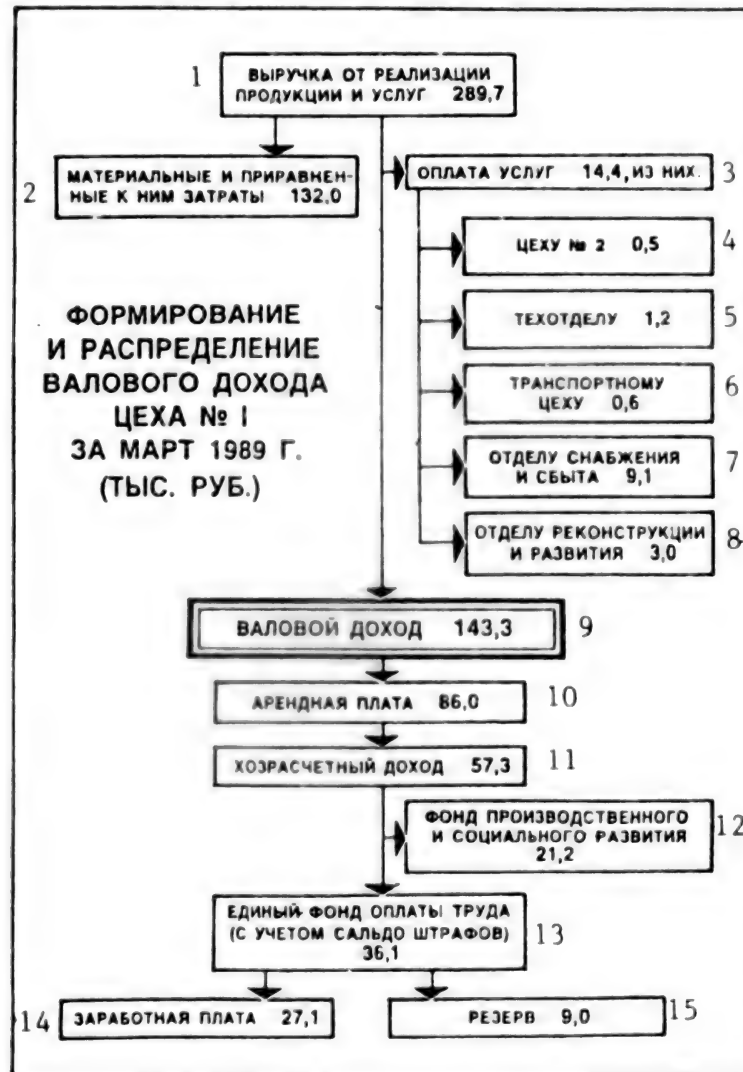 1
ВЫРУЧКА ОТ РЕАЛИЗАЦИИ
ПРОДУКЦИИ И УСЛУГ 289,7
2
МАТЕРИАЛЬНЫЕ И ПРИРАВНЕН-
НЫЕ К НИМ ЗАТРАТЫ 132,0
ОПЛАТА УСЛУГ 14,4, ИЗ НИХ.
3
ЦЕХУ № 2 0,5
4
ТЕХОТДЕЛУ 1,2
5
ТРАНСПОРТНОМУ
ЦЕХУ 0,6
6
ОТДЕЛУ СНАБЖЕНИЯ
И СБЫТА 9,1
7
ОТДЕЛУ РЕКОНСТРУКЦИИ
И РАЗВИТИЯ 3,0
8
ФОРМИРОВАНИЕ
И РАСПРЕДЕЛЕНИЕ
ВАЛОВОГО ДОХОДА
ЦЕХА № I
ЗА МАРТ 1989 Г.
(ТЫС. РУБ.)
ВАЛОВОЙ ДОХОД 143,3
9
АРЕНДНАЯ ПЛАТА 86,0
10
ХОЗРАСЧЕТНЫЙ ДОХОД 57,3
11
ФОНД ПРОИЗВОДСТВЕННОГО
И СОЦИАЛЬНОГО РАЗВИТИЯ
21,2
12
ЕДИНЫЙ ФОНД ОПЛАТЫ ТРУДА
(С УЧЕТОМ САЛЬДО ШТРАФОВ)
36,1
13
14
ЗАРАБОТНАЯ ПЛАТА 27,1
РЕЗЕРВ 9,0
15